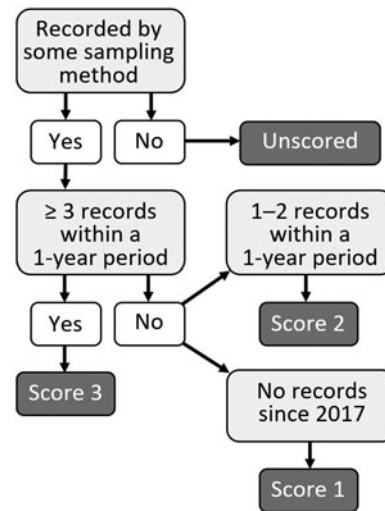 Recorded by
some sampling
method
Yes
No
Unscored
≥ 3 records
within a
1-year period
1–2 records
within a
1-year period
Yes
No
Score 2
Score 3
No records
since 2017
Score 1